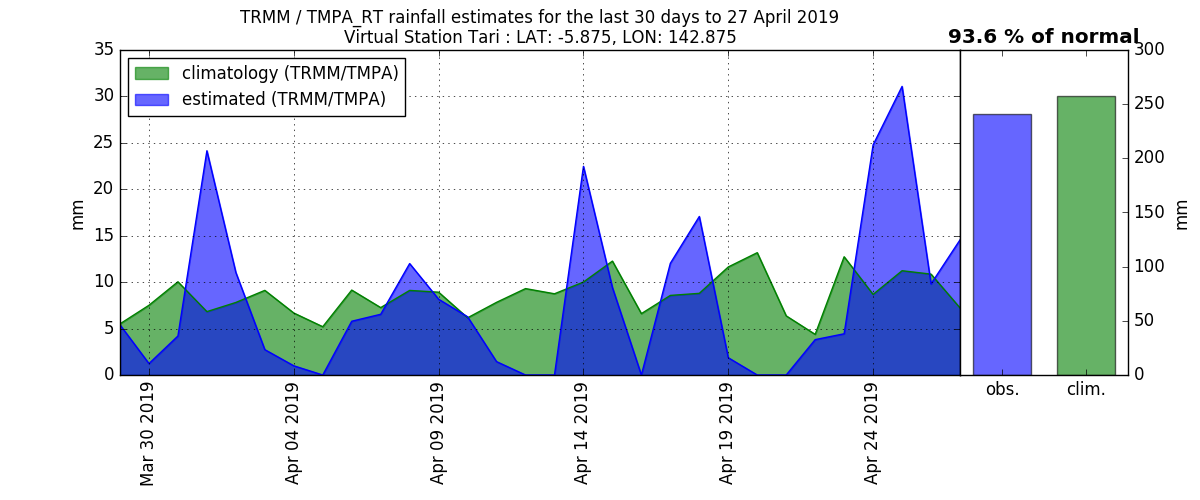 TRMM / TMPA_RT rainfall estimates for the last 30 days to 27 April 2019
Virtual Station Tari : LAT: -5.875, LON: 142.875
93.6 % of normal
climatology (TRMM/TMPA)
estimated (TRMM/TMPA)
35
30
25
20
15
10
5
0
mm
Mar 30 2019
Apr 04 2019
Apr 09 2019
Apr 14 2019
Apr 19 2019
Apr 24 2019
obs.
clim.
300
250
200
150
100
50
0
mm